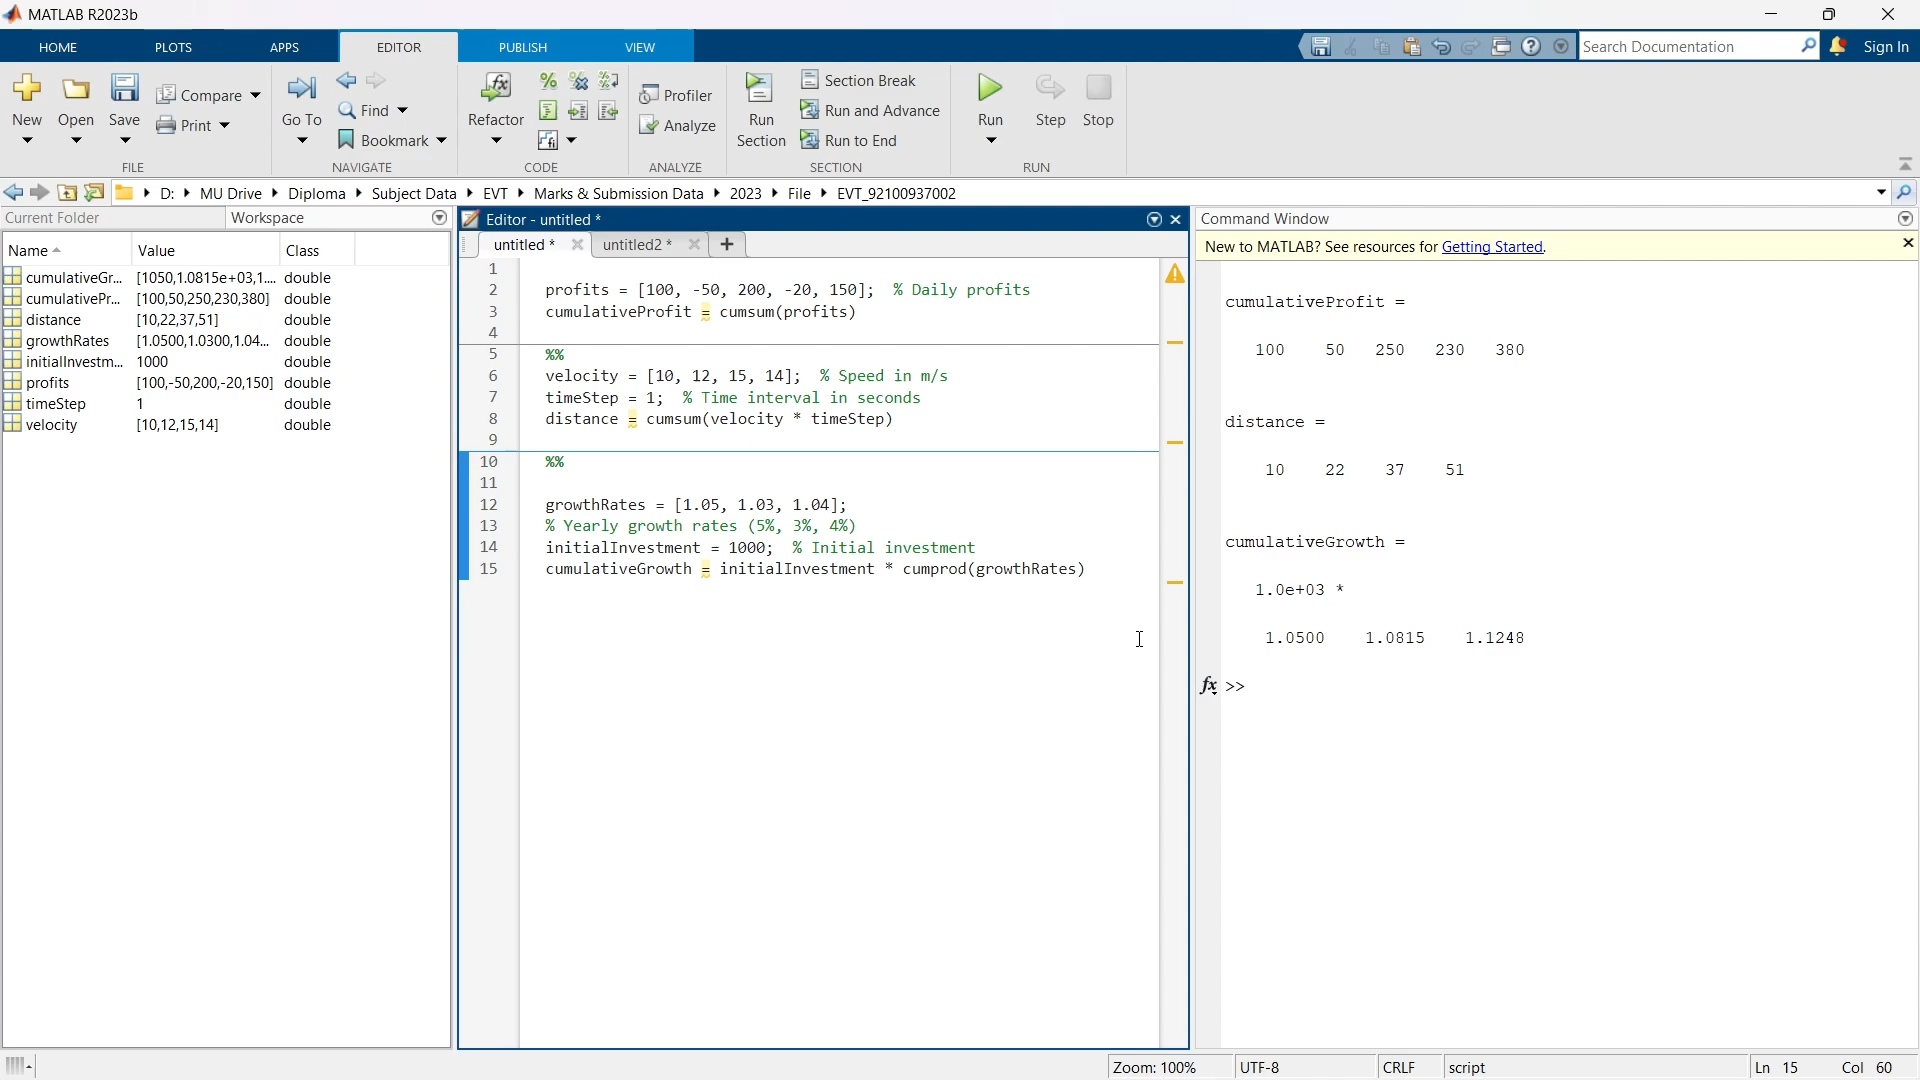 MATLAB R2023b
HOME PLOTS APPS EDITOR PUBLISH VIEW
Search Documentation
Sign In
New
Open
Save
Compare
Print
FILE
Go To
Find
Bookmark
NAVIGATE
Refactor
CODE
Profiler
Analyze
ANALYZE
Run
Section
Section Break
Run and Advance
Run to End
SECTION
Run
Step
Stop
RUN
D: MU Drive Diploma Subject Data EVT Marks & Submission Data 2023 File EVT_92100937002
Current Folder
Workspace
Name Value Class
cumulativeGr... [1050,1.0815e+03,1.... double
cumulativePr... [100,50,250,230,380] double
distance [10,22,37,51] double
growthRates [1.0500,1.0300,1.04... double
initialInvestm... 1000 double
profits [100,-50,200,-20,150] double
timeStep 1 double
velocity [10,12,15,14] double
Editor - untitled *
untitled * untitled2 *
1
2 profits = [100, -50, 200, -20, 150]; % Daily profits
3 cumulativeProfit = cumsum(profits)
4
5 %%
6 velocity = [10, 12, 15, 14]; % Speed in m/s
7 timeStep = 1; % Time interval in seconds
8 distance = cumsum(velocity * timeStep)
9
10 %%
11
12 growthRates = [1.05, 1.03, 1.04];
13 % Yearly growth rates (5%, 3%, 4%)
14 initialInvestment = 1000; % Initial investment
15 cumulativeGrowth = initialInvestment * cumprod(growthRates)
Command Window
New to MATLAB? See resources for Getting Started.
cumulativeProfit =
100 50 250 230 380
distance =
10 22 37 51
cumulativeGrowth =
1.0e+03 *
1.0500 1.0815 1.1248
fx >>
Zoom: 100% UTF-8 CRLF script Ln 15 Col 60